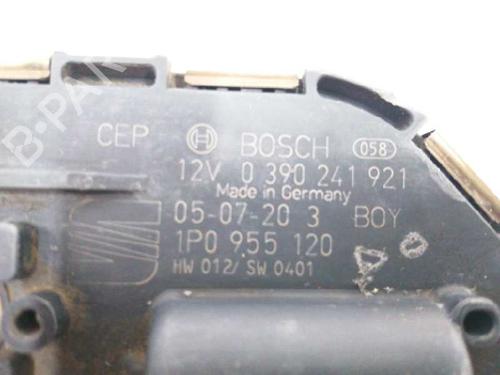 B-PARTS
CEP BOSCH 058
12V 0 390 241 921
Made in Germany
05-07-20 3 BOY
1P0 955 120
HW 012/ SW 0401